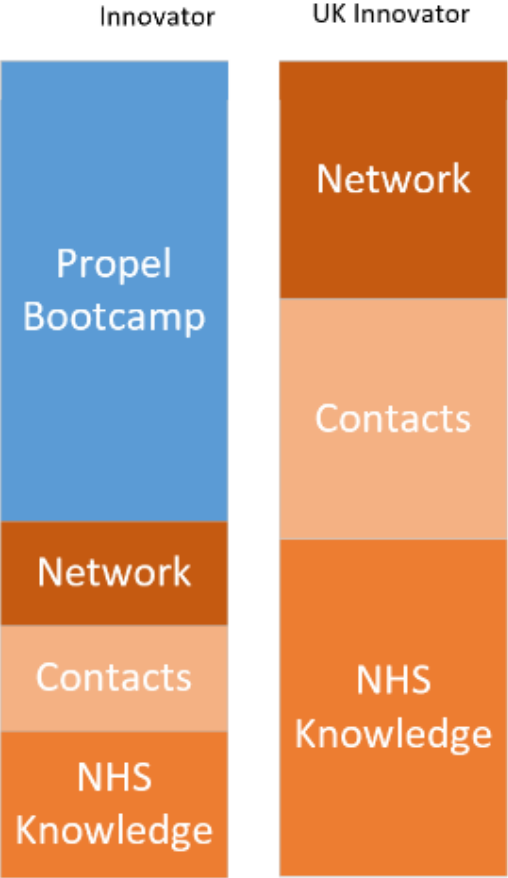 Innovator
UK Innovator
Propel
Bootcamp
Network
Contacts
NHS
Knowledge
Network
Contacts
NHS
Knowledge